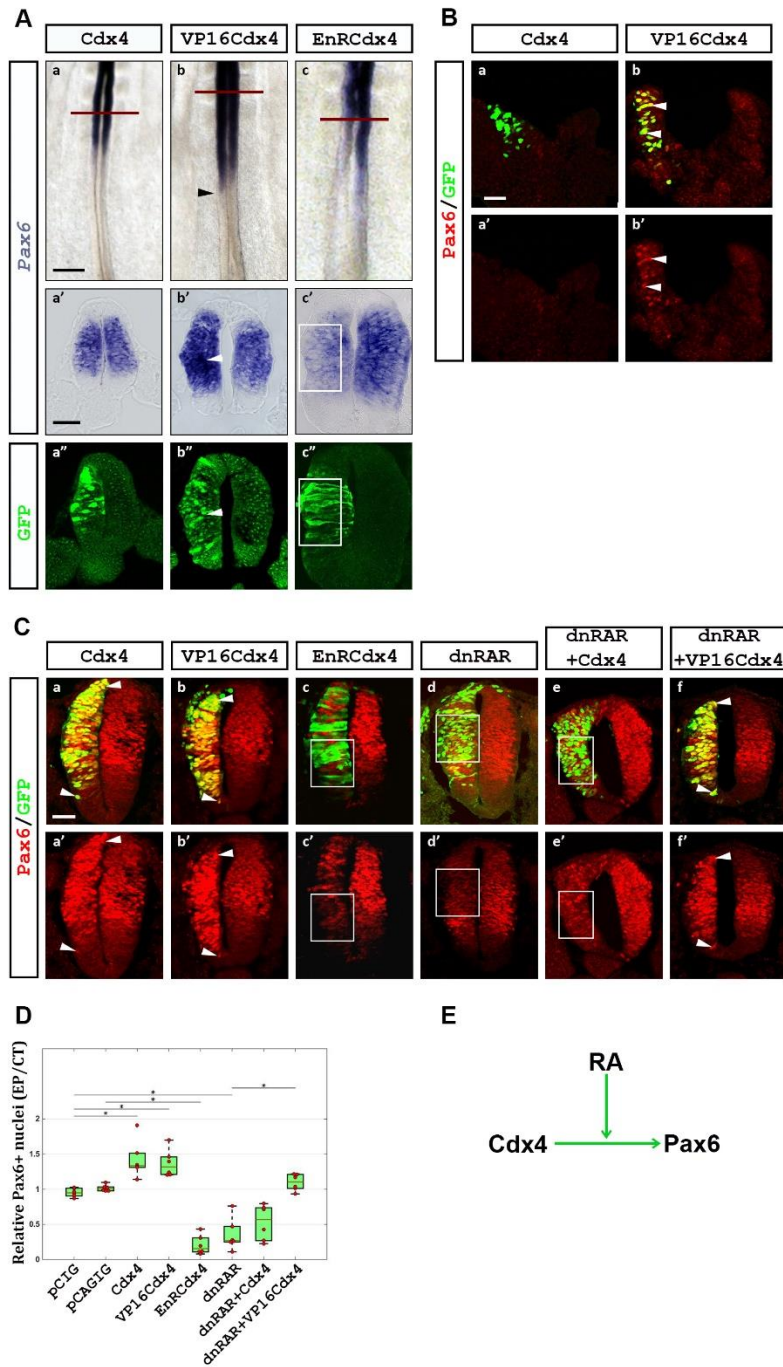 A
Cdx4 VP16Cdx4 EnRCdx4
Pax6
a b c
a' b' c'
GFP
a" b" c"
B
Cdx4 VP16Cdx4
Pax6/GFP
a b
a' b'
C
Cdx4 VP16Cdx4 EnRCdx4 dnRAR dnRAR +Cdx4 dnRAR +VP16Cdx4
Pax6/GFP
a b c d e f
a' b' c' d' e' f'
D
Relative Pax6+ nuclei (EP/CT)
* * * * *
2
1.5
1
0.5
0
pCIG pCAGIG Cdx4 VP16Cdx4 EnRCdx4 dnRAR dnRAR+Cdx4 dnRAR+VP16Cdx4
E
RA
Cdx4 Pax6